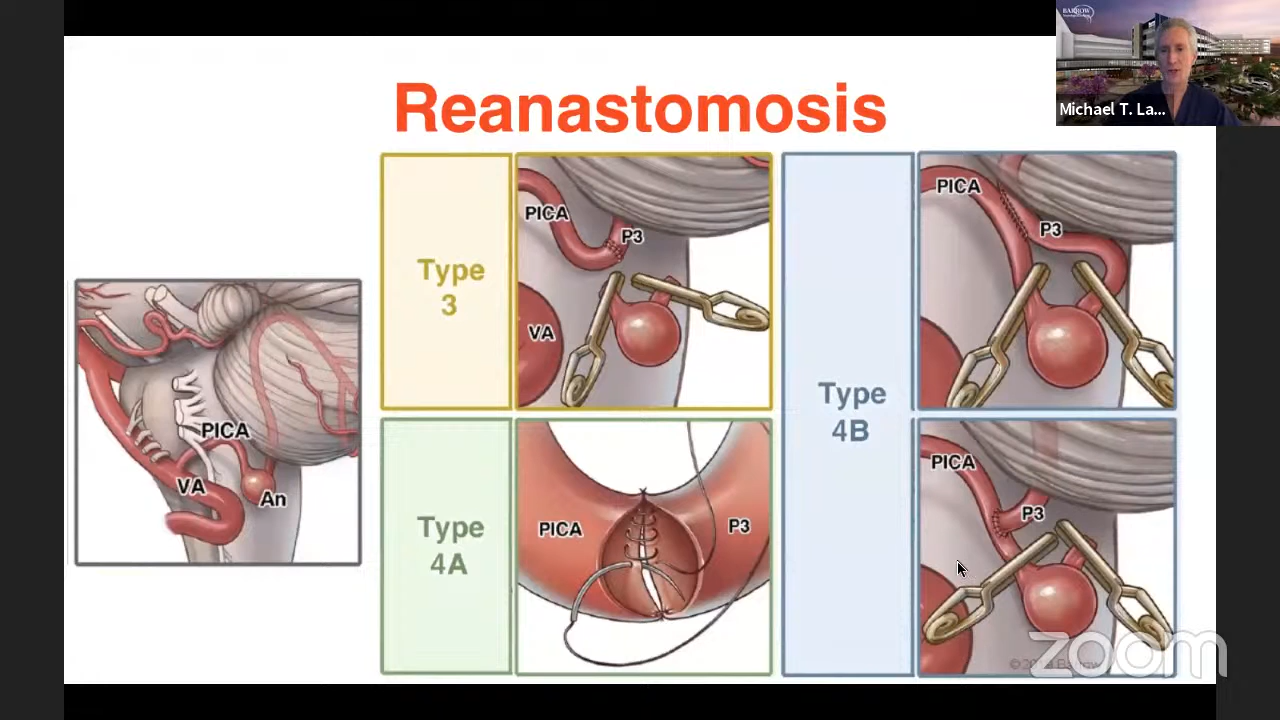 BARROW
Michael T. La...
Reanastomosis
PICA
VA
An
Type
3
PICA
P3
VA
Type
4A
PICA
P3
Type
4B
PICA
P3
PICA
P3
zoom